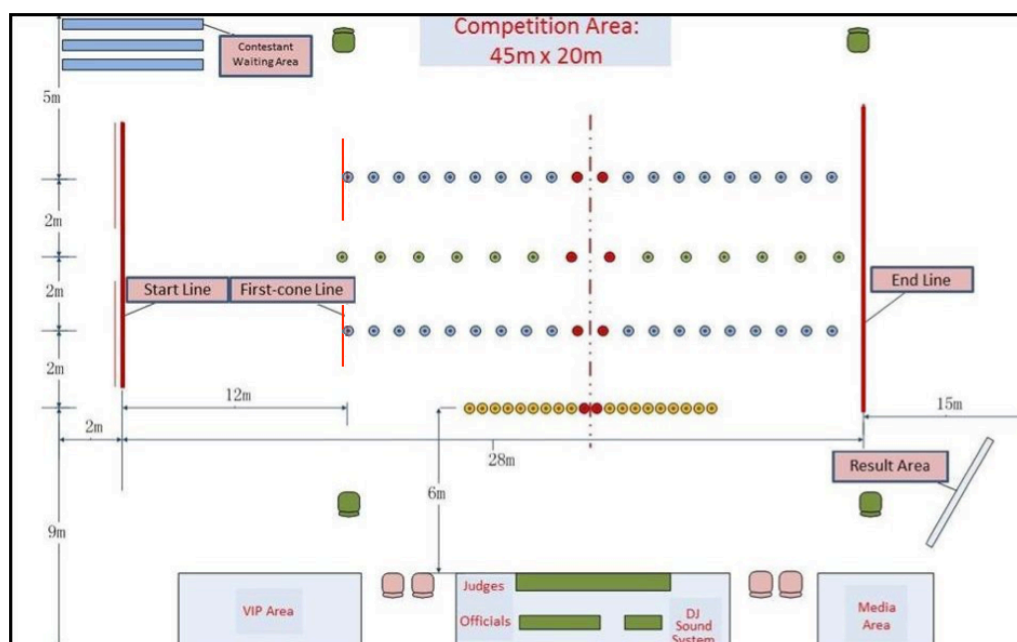 Competition Area:
45m x 20m
Contestant
Waiting Area
5m
2m
2m
2m
Start Line
First-cone Line
End Line
12m
15m
2m
28m
Result Area
6m
9m
VIP Area
Judges
Officials
DJ
Sound
System
Media
Area